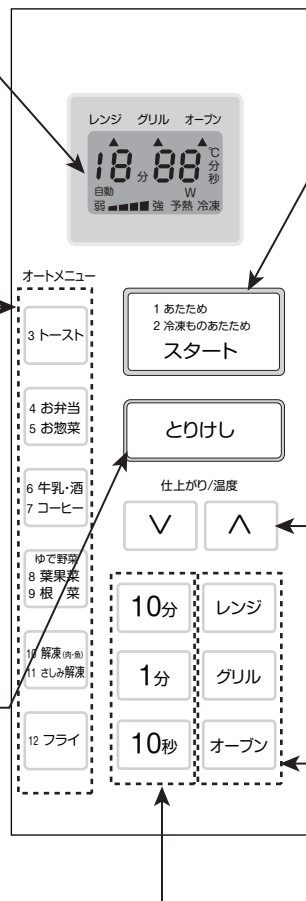 レンジ グリル オーブン
18分88 ℃分秒
自動 W
弱 強 予熱 冷凍
オートメニュー
1 あたため
2 冷凍ものあたため
スタート
3 トースト
4 お弁当
5 お惣菜
とりけし
6 牛乳・酒
7 コーヒー
仕上がり/温度
∨ ∧
ゆで野菜
8 葉果菜
9 根 菜
10分 レンジ
10 解凍(肉・魚)
11 さしみ解凍
1分 グリル
12 フライ
10秒 オーブン